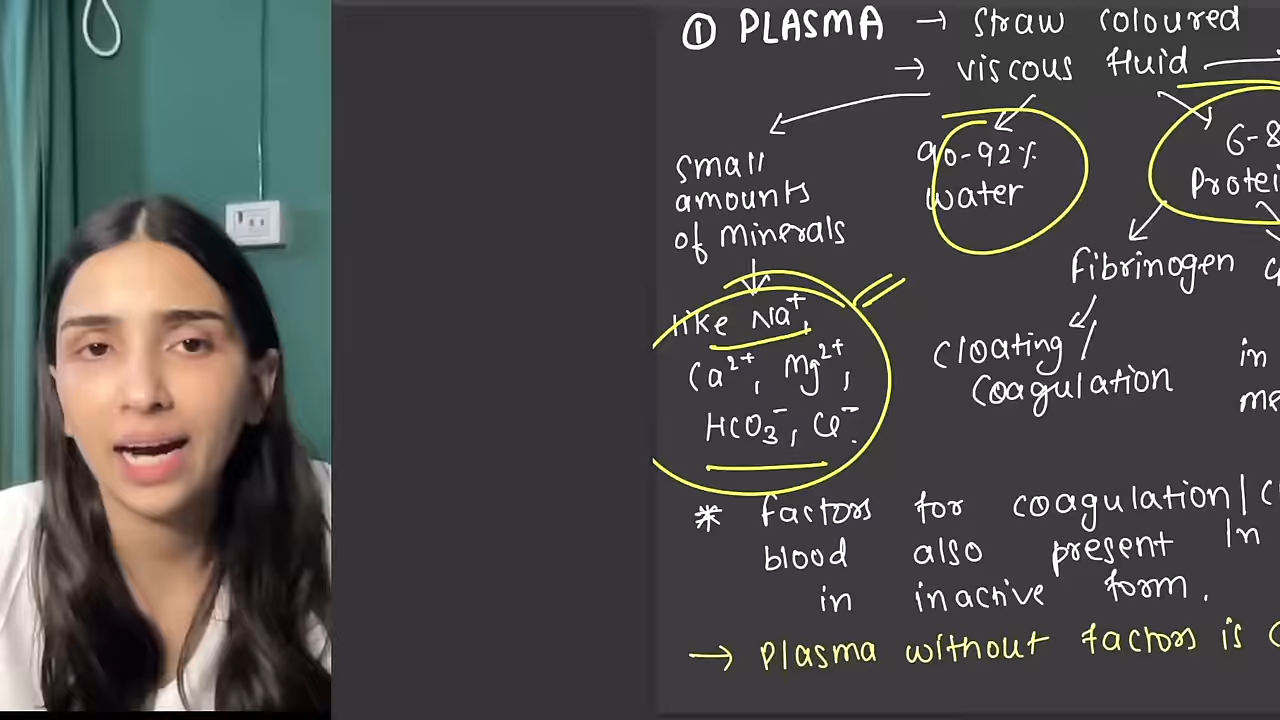 ① PLASMA → straw coloured
→ viscous fluid
small
amounts
of minerals
90-92%
water
6-8
Protei
fibrinogen
like Na⁺,
Ca²⁺, Mg²⁺,
HCO₃⁻, Cl⁻.
Cloating/
Coagulation
in
me
* factors for coagulation/C
blood also present In
in inactive form.
→ Plasma without factors is